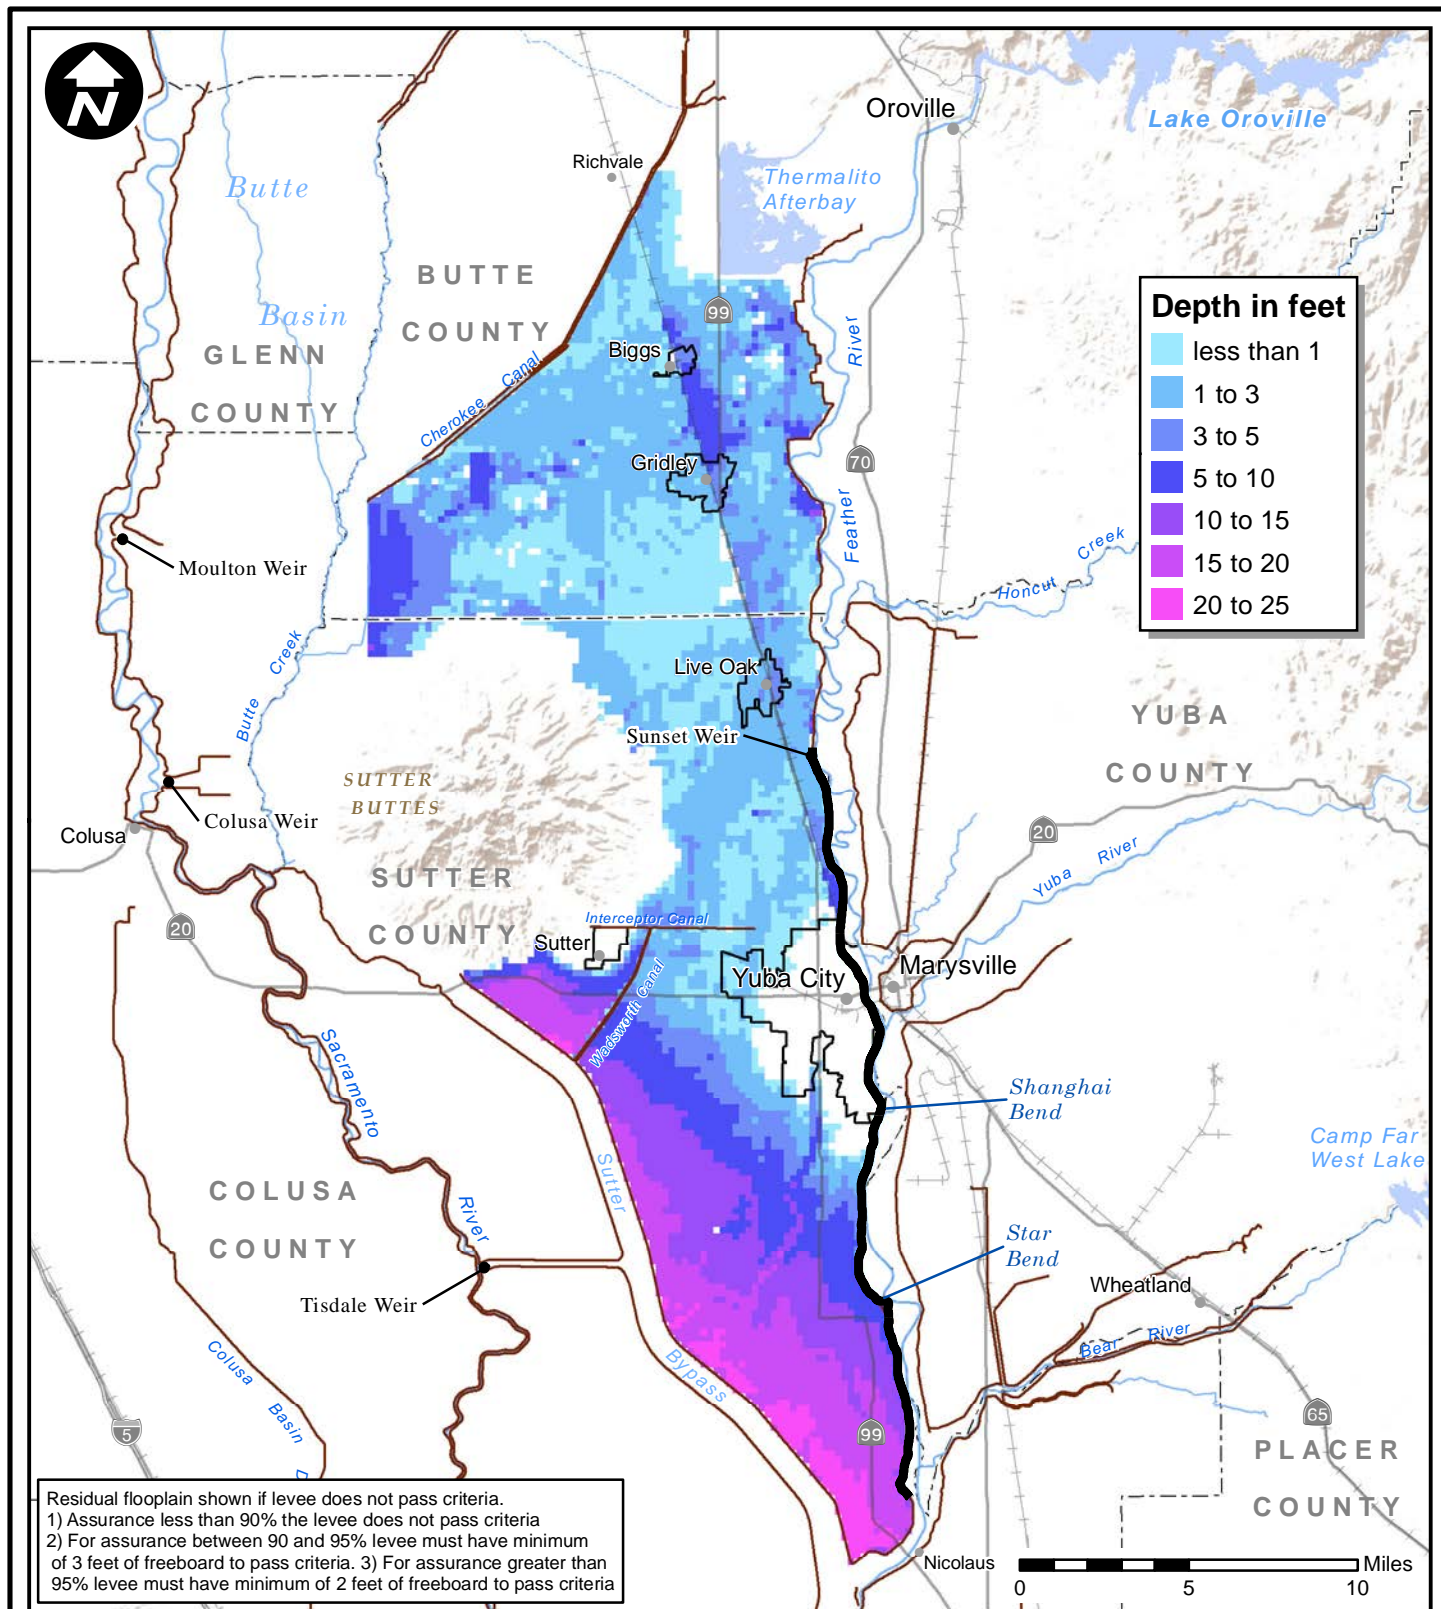 N
Oroville
Lake Oroville
Richvale
Thermalito
Afterbay
Butte
BUTTE
COUNTY
Basin
GLENN
COUNTY
99
River
Biggs
Cherokee Canal
Depth in feet
less than 1
1 to 3
3 to 5
5 to 10
10 to 15
15 to 20
20 to 25
Gridley
70
Feather
Moulton Weir
Honcut Creek
Butte Creek
Live Oak
Sunset Weir
YUBA
COUNTY
SUTTER
BUTTES
Colusa Weir
Colusa
20
Yuba River
SUTTER
COUNTY
20
Interceptor Canal
Sutter
Wadsworth Canal
Yuba City
Marysville
Sacramento
River
Shanghai
Bend
Camp Far
West Lake
Sutter
Bypass
COLUSA
COUNTY
Star
Bend
Wheatland
Tisdale Weir
Bear River
Colusa Basin D
5
99
65
PLACER
COUNTY
Residual flooplain shown if levee does not pass criteria.
1) Assurance less than 90% the levee does not pass criteria
2) For assurance between 90 and 95% levee must have minimum
of 3 feet of freeboard to pass criteria. 3) For assurance greater than
95% levee must have minimum of 2 feet of freeboard to pass criteria
Nicolaus
Miles
0 5 10